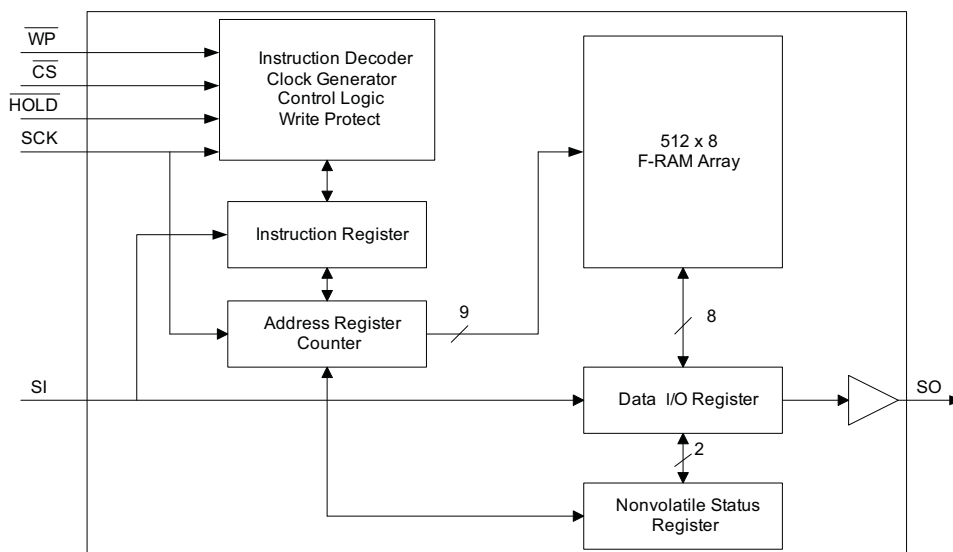 WP
CS
HOLD
SCK
Instruction Decoder
Clock Generator
Control Logic
Write Protect
512 x 8
F-RAM Array
Instruction Register
Address Register
Counter
9
8
SI
Data I/O Register
SO
2
Nonvolatile Status
Register